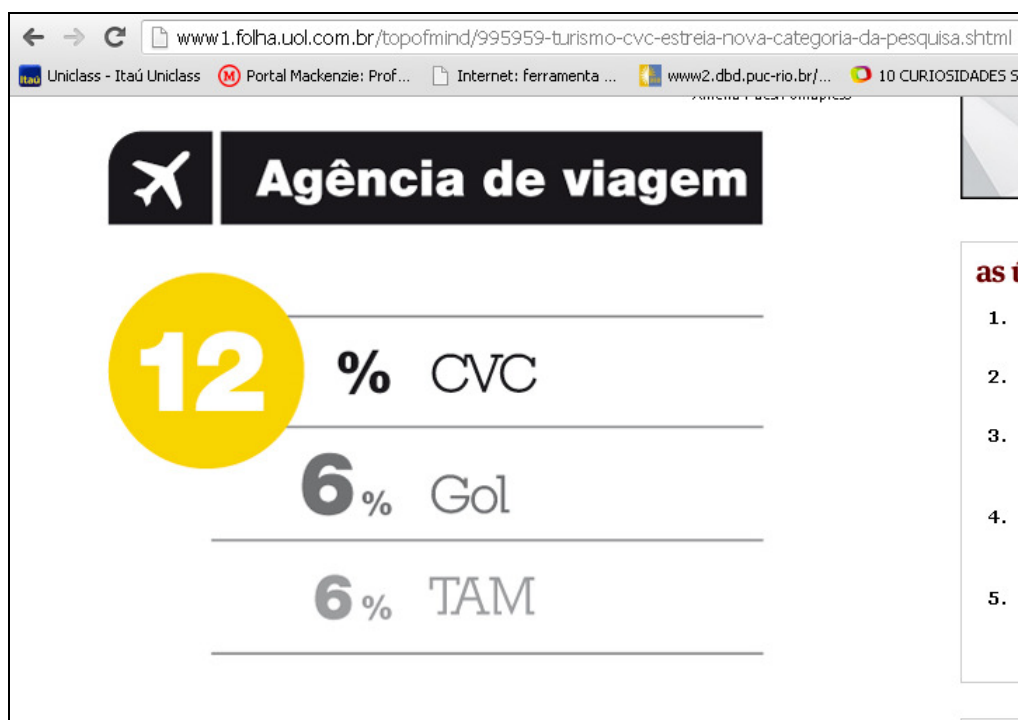 www1.folha.uol.com.br/topofmind/995959-turismo-cvc-estreia-nova-categoria-da-pesquisa.shtml
Itaú Uniclass - Itaú Uniclass M Portal Mackenzie: Prof... Internet: ferramenta ... www2.dbd.puc-rio.br/... 10 CURIOSIDADES S
Agência de viagem
12 % CVC
6 % Gol
6 % TAM
as ú
1.
2.
3.
4.
5.